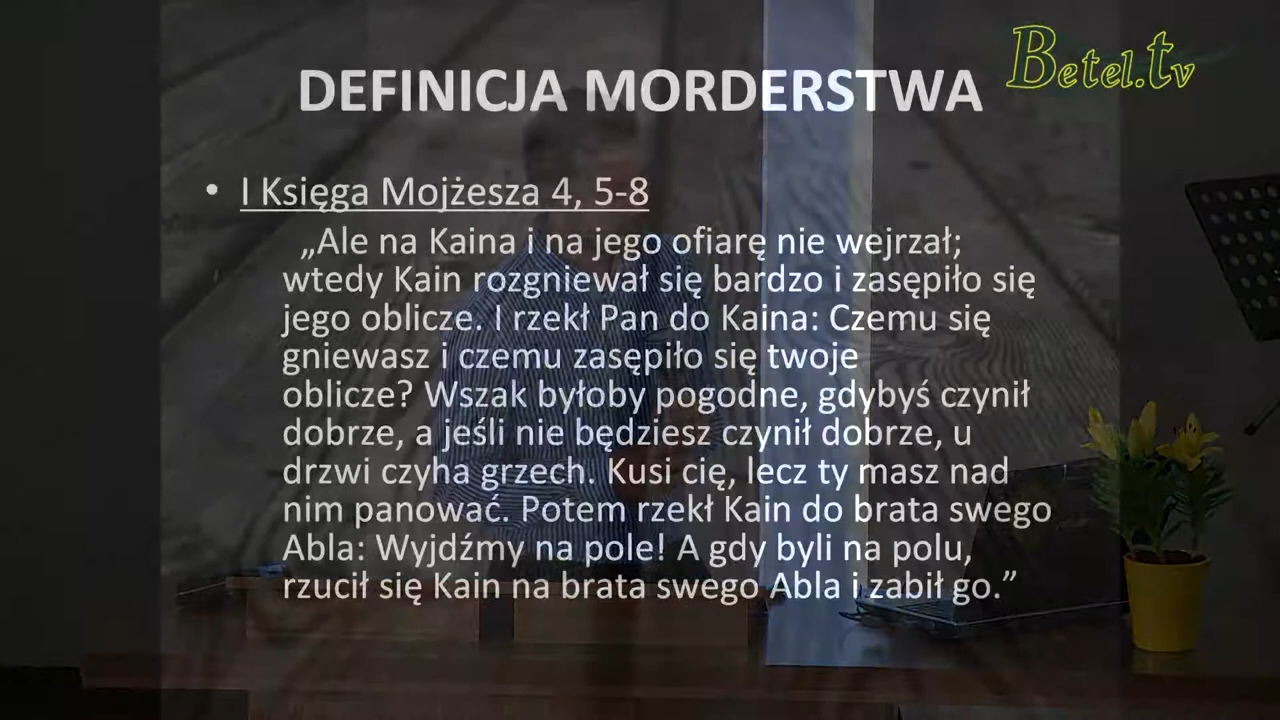 Betel.tv
DEFINICJA MORDERSTWA
• I Księga Mojżesza 4, 5-8
„Ale na Kaina i na jego ofiarę nie wejrzał;
wtedy Kain rozgniewał się bardzo i zasępiło się
jego oblicze. I rzekł Pan do Kaina: Czemu się
gniewasz i czemu zasępiło się twoje
oblicze? Wszak byłoby pogodne, gdybyś czynił
dobrze, a jeśli nie będziesz czynił dobrze, u
drzwi czyha grzech. Kusi cię, lecz ty masz nad
nim panować. Potem rzekł Kain do brata swego
Abla: Wyjdźmy na pole! A gdy byli na polu,
rzucił się Kain na brata swego Abla i zabił go.”